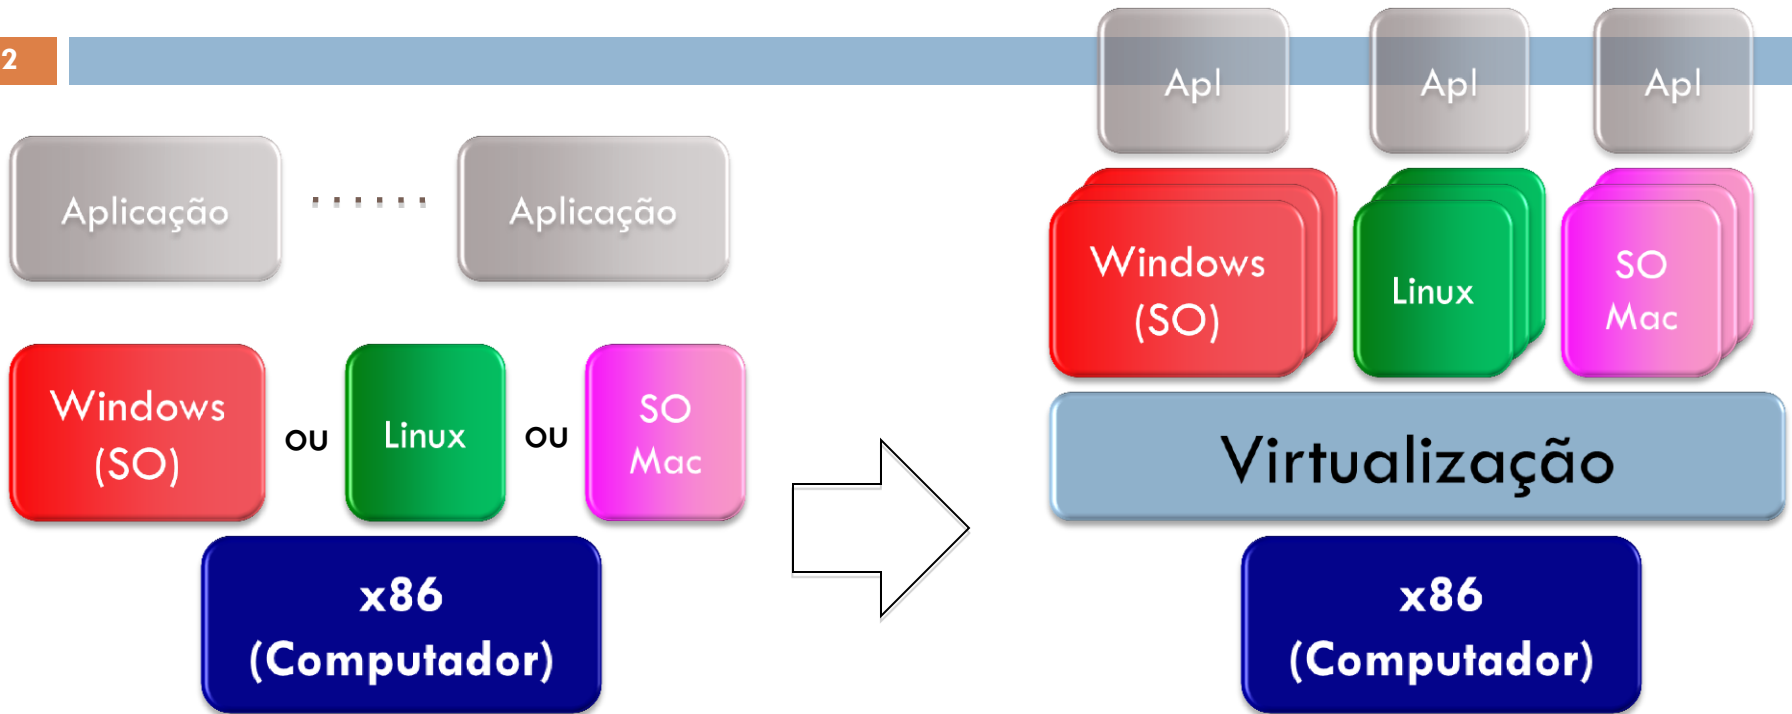 2
Aplicação
Aplicação
Windows
(SO)
ou
Linux
ou
SO
Mac
x86
(Computador)
Apl
Apl
Apl
Windows
(SO)
Linux
SO
Mac
Virtualização
x86
(Computador)